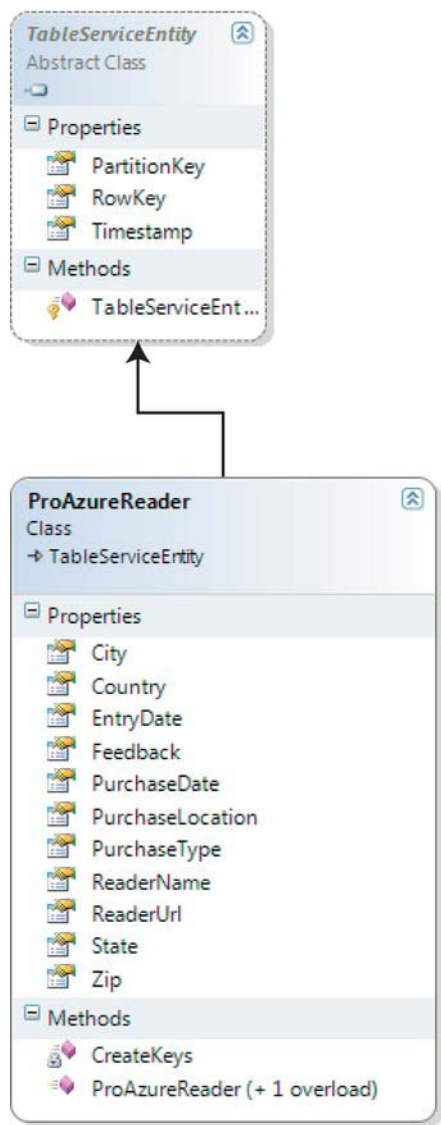 TableServiceEntity
Abstract Class
Properties
PartitionKey
RowKey
Timestamp
Methods
TableServiceEnt ...
ProAzureReader
Class
TableServiceEntity
Properties
City
Country
EntryDate
Feedback
PurchaseDate
PurchaseLocation
PurchaseType
ReaderName
ReaderUrl
State
Zip
Methods
CreateKeys
ProAzureReader (+ 1 overload)